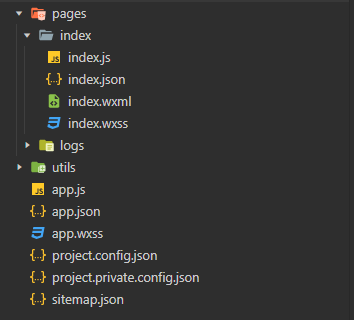 pages
index
index.js
index.json
index.wxml
index.wxss
logs
utils
app.js
app.json
app.wxss
project.config.json
project.private.config.json
sitemap.json